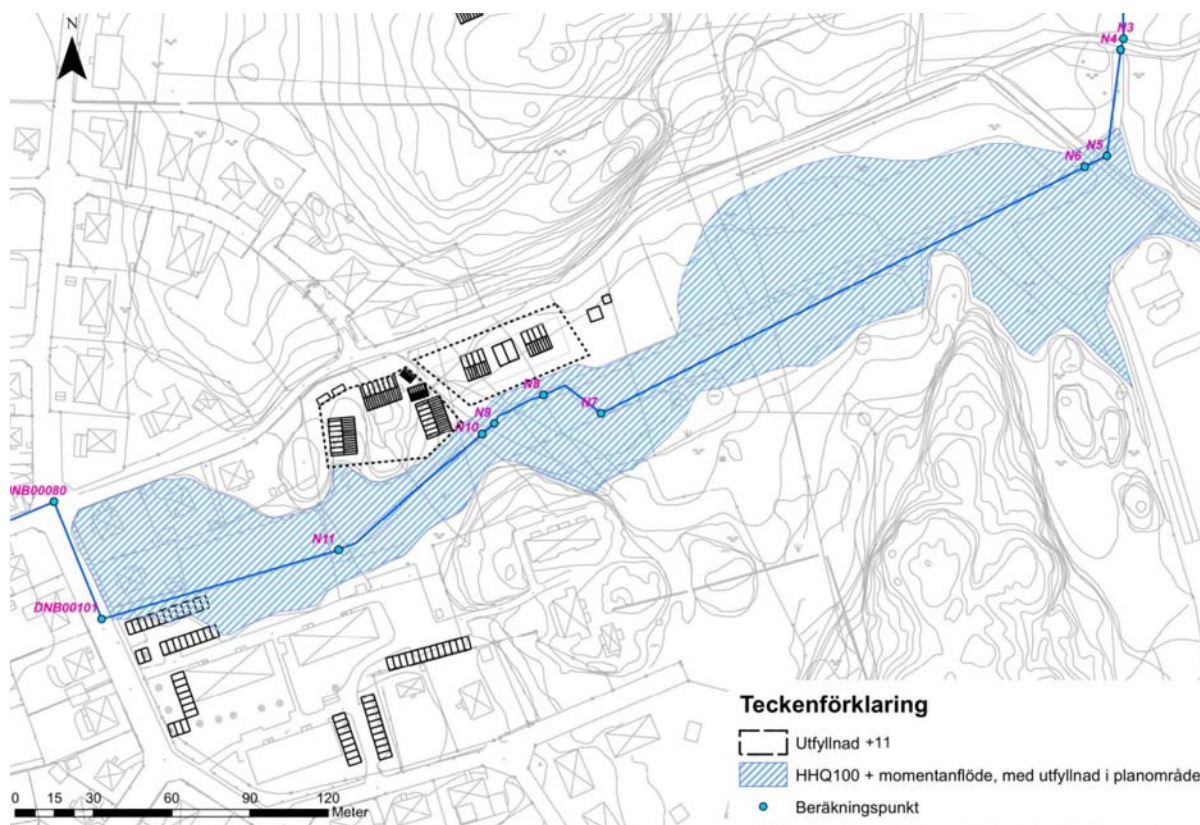 N
N3
N4
N5
N6
N8
N7
N9
N10
NB00080
N11
DNB00101
Teckenförklaring
Utfyllnad +11
HHQ100 + momentanflöde, med utfyllnad i planområde
Beräkningspunkt
0 15 30 60 90 120
Meter